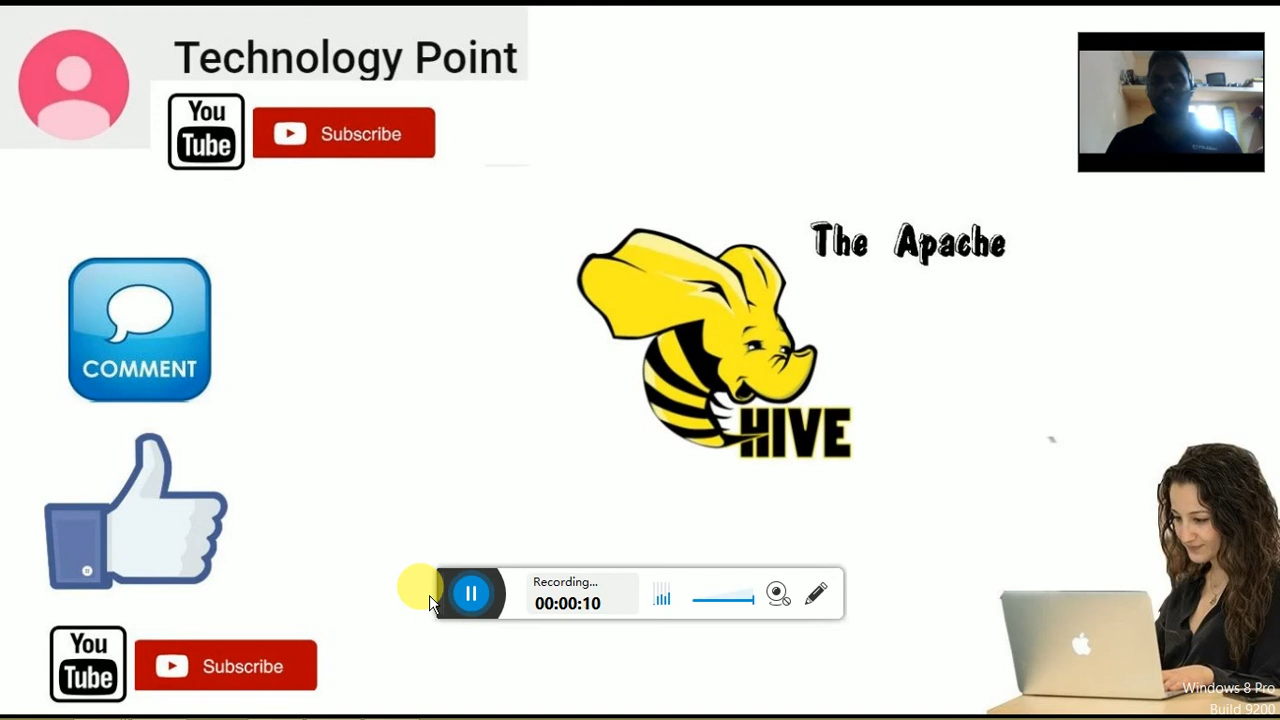 Technology Point
You
Tube
Subscribe
The Apache
COMMENT
HIVE
Recording...
00:00:10
You
Tube
Subscribe
Windows 8 Pro
Build 9200